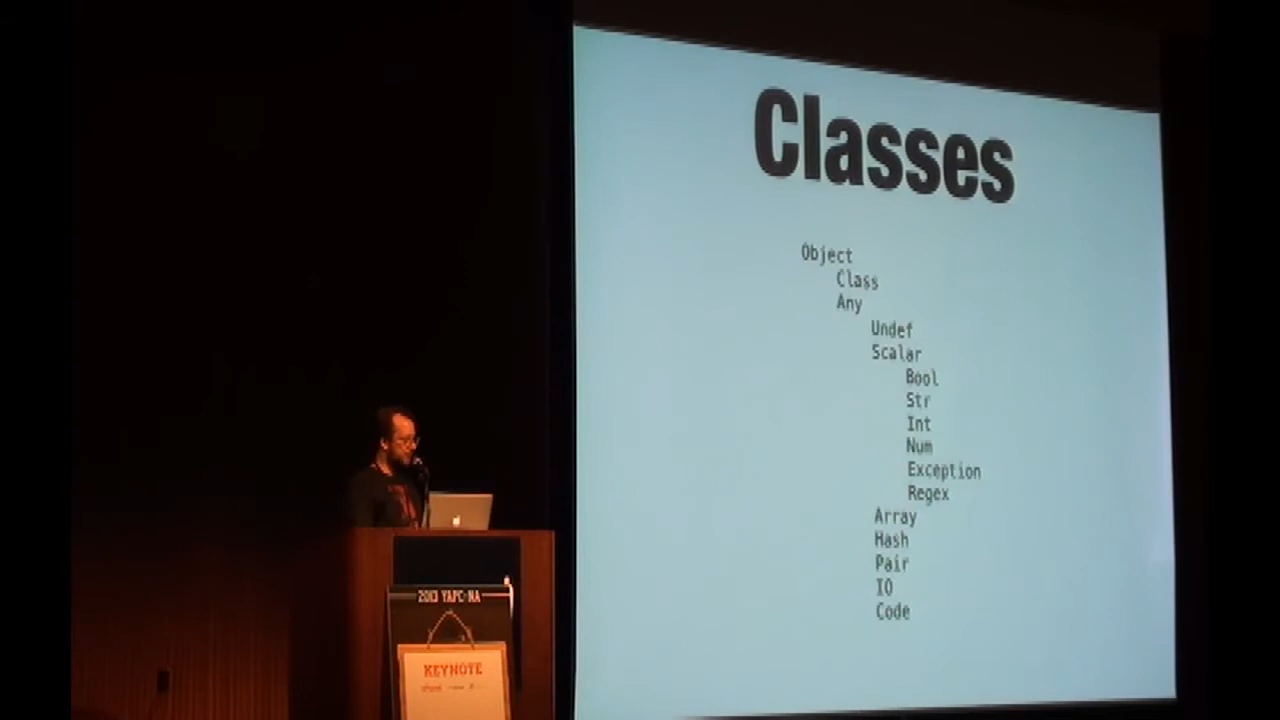 Classes
Object
Class
Any
Undef
Scalar
Bool
Str
Int
Num
Exception
Regex
Array
Hash
Pair
IO
Code
2013 YAPC:NA
KEYNOTE